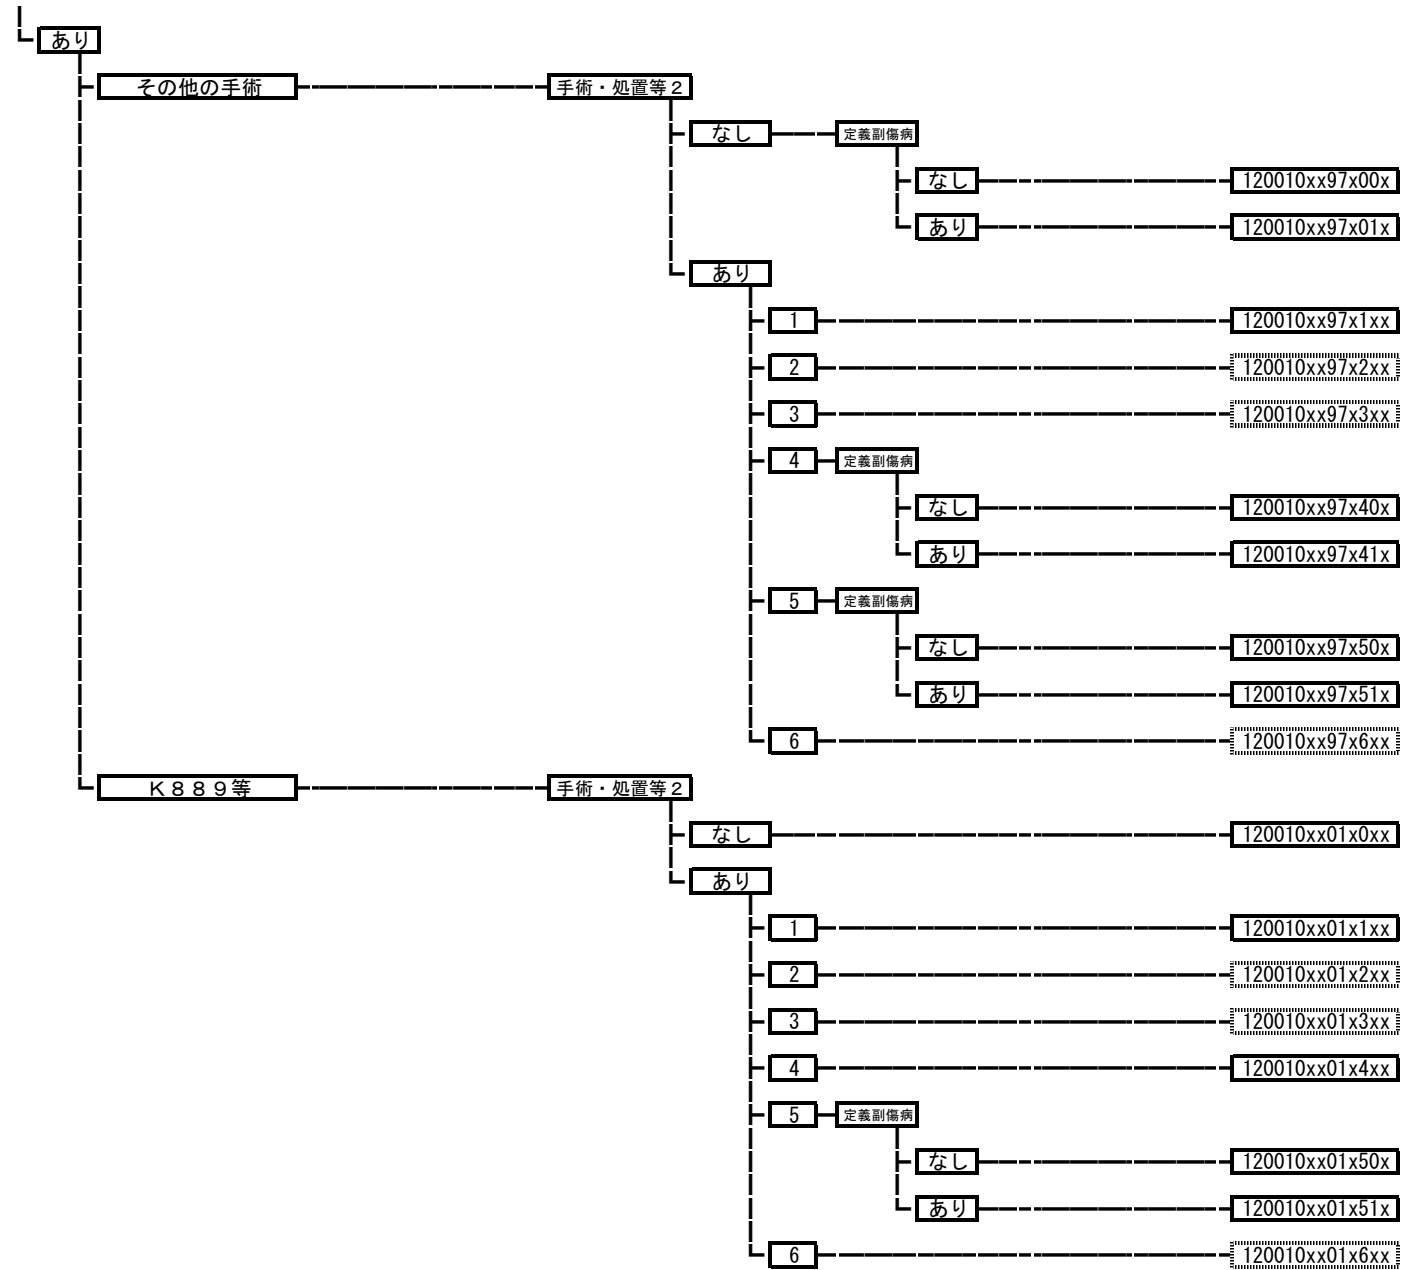 あり
その他の手術 手術・処置等２
なし 定義副傷病
なし 120010xx97x00x
あり 120010xx97x01x
あり
1 120010xx97x1xx
2 120010xx97x2xx
3 120010xx97x3xx
4 定義副傷病
なし 120010xx97x40x
あり 120010xx97x41x
5 定義副傷病
なし 120010xx97x50x
あり 120010xx97x51x
6 120010xx97x6xx
Ｋ８８９等 手術・処置等２
なし 120010xx01x0xx
あり
1 120010xx01x1xx
2 120010xx01x2xx
3 120010xx01x3xx
4 120010xx01x4xx
5 定義副傷病
なし 120010xx01x50x
あり 120010xx01x51x
6 120010xx01x6xx